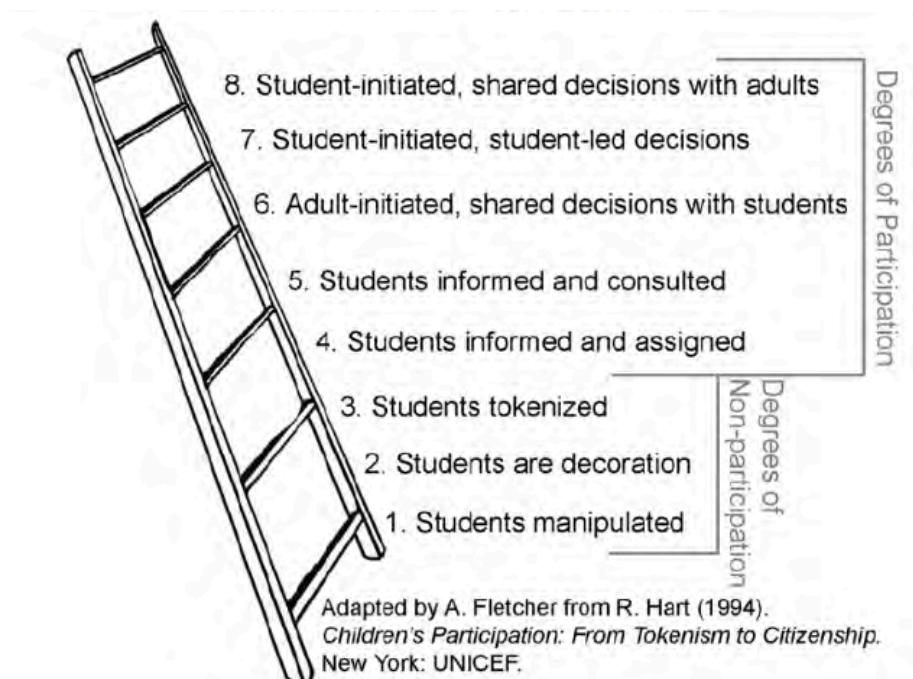 8. Student-initiated, shared decisions with adults
7. Student-initiated, student-led decisions
6. Adult-initiated, shared decisions with students
5. Students informed and consulted
4. Students informed and assigned
Degrees of Participation
3. Students tokenized
2. Students are decoration
1. Students manipulated
Degrees of
Non-participation
Adapted by A. Fletcher from R. Hart (1994).
Children's Participation: From Tokenism to Citizenship.
New York: UNICEF.